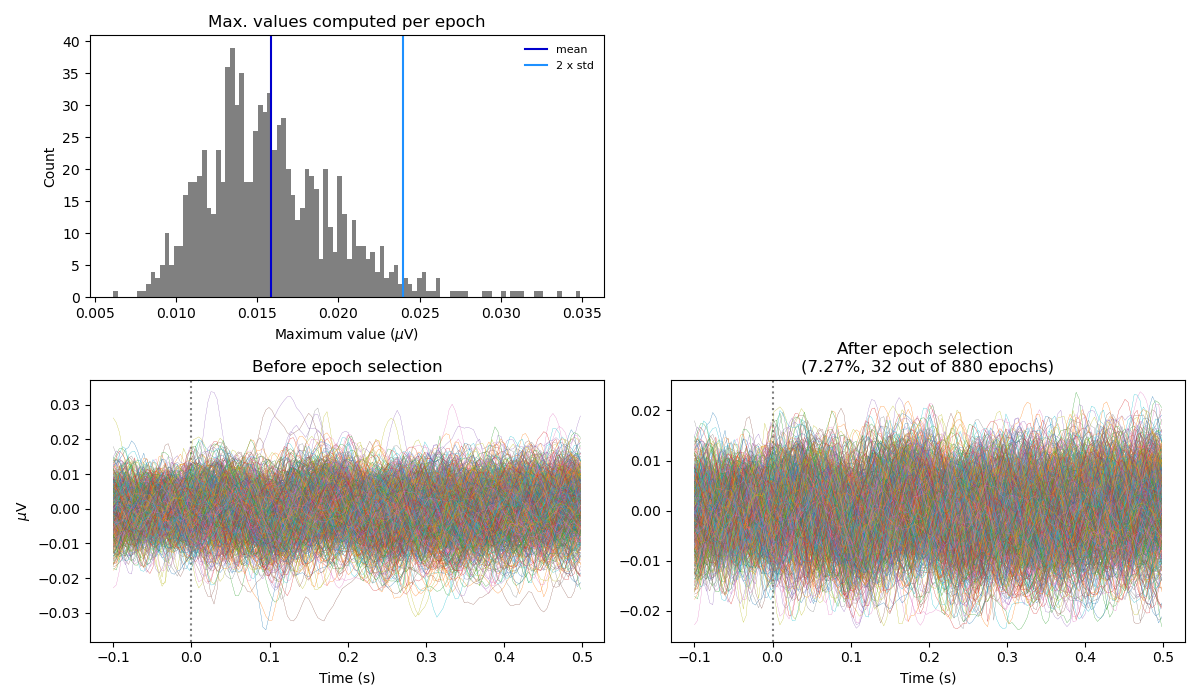 Max. values computed per epoch
40
35
30
25
20
15
10
5
0
Count
mean
2 x std
0.005 0.010 0.015 0.020 0.025 0.030 0.035
Maximum value (μV)
Before epoch selection
0.03
0.02
0.01
0.00
−0.01
−0.02
−0.03
μV
−0.1 0.0 0.1 0.2 0.3 0.4 0.5
Time (s)
After epoch selection
(7.27%, 32 out of 880 epochs)
0.02
0.01
0.00
−0.01
−0.02
−0.1 0.0 0.1 0.2 0.3 0.4 0.5
Time (s)